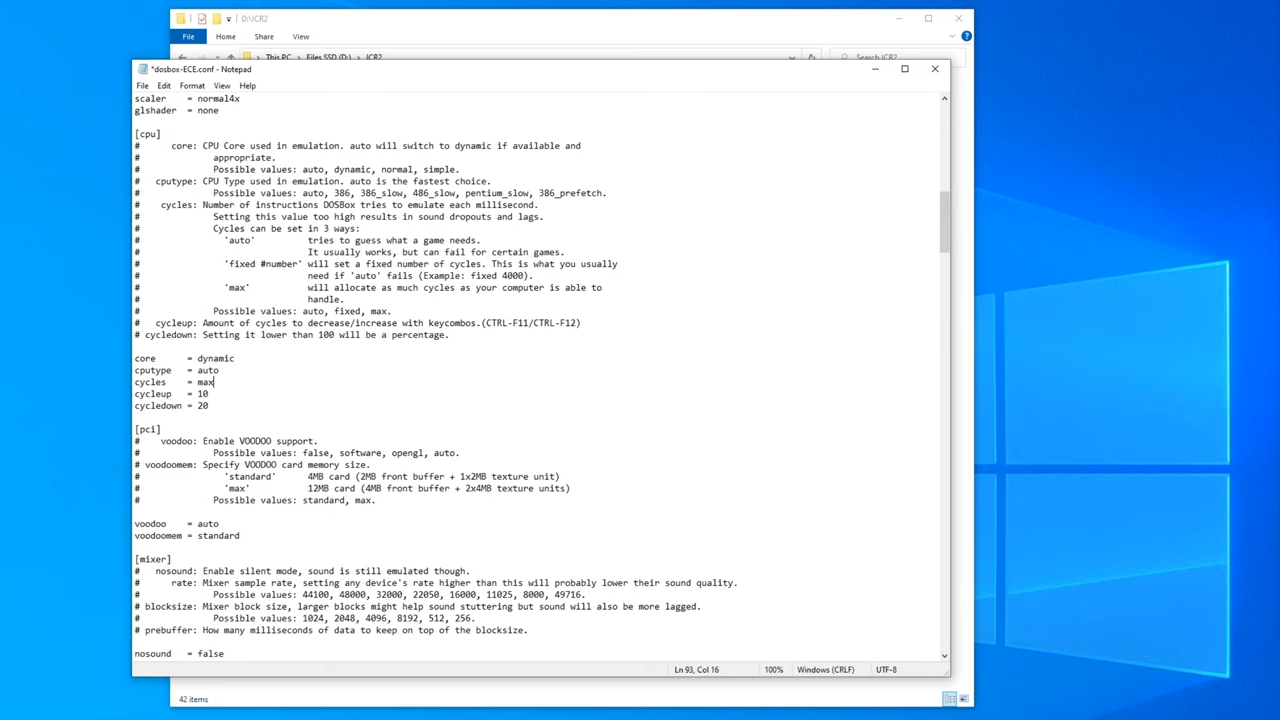 D:\ICR2
File Home Share View
This PC Files SSD (D:) ICR2 Search ICR2
*dosbox-ECE.conf - Notepad
File Edit Format View Help
scaler = normal4x
glshader = none
[cpu]
# core: CPU Core used in emulation. auto will switch to dynamic if available and
# appropriate.
# Possible values: auto, dynamic, normal, simple.
# cputype: CPU Type used in emulation. auto is the fastest choice.
# Possible values: auto, 386, 386_slow, 486_slow, pentium_slow, 386_prefetch.
# cycles: Number of instructions DOSBox tries to emulate each millisecond.
# Setting this value too high results in sound dropouts and lags.
# Cycles can be set in 3 ways:
# 'auto' tries to guess what a game needs.
# It usually works, but can fail for certain games.
# 'fixed #number' will set a fixed number of cycles. This is what you usually
# need if 'auto' fails (Example: fixed 4000).
# 'max' will allocate as much cycles as your computer is able to
# handle.
# Possible values: auto, fixed, max.
# cycleup: Amount of cycles to decrease/increase with keycombos.(CTRL-F11/CTRL-F12)
# cycledown: Setting it lower than 100 will be a percentage.
core = dynamic
cputype = auto
cycles = max
cycleup = 10
cycledown = 20
[pci]
# voodoo: Enable VOODOO support.
# Possible values: false, software, opengl, auto.
# voodoomem: Specify VOODOO card memory size.
# 'standard' 4MB card (2MB front buffer + 1x2MB texture unit)
# 'max' 12MB card (4MB front buffer + 2x4MB texture units)
# Possible values: standard, max.
voodoo = auto
voodoomem = standard
[mixer]
# nosound: Enable silent mode, sound is still emulated though.
# rate: Mixer sample rate, setting any device's rate higher than this will probably lower their sound quality.
# Possible values: 44100, 48000, 32000, 22050, 16000, 11025, 8000, 49716.
# blocksize: Mixer block size, larger blocks might help sound stuttering but sound will also be more lagged.
# Possible values: 1024, 2048, 4096, 8192, 512, 256.
# prebuffer: How many milliseconds of data to keep on top of the blocksize.
nosound = false
Ln 93, Col 16 100% Windows (CRLF) UTF-8
42 items